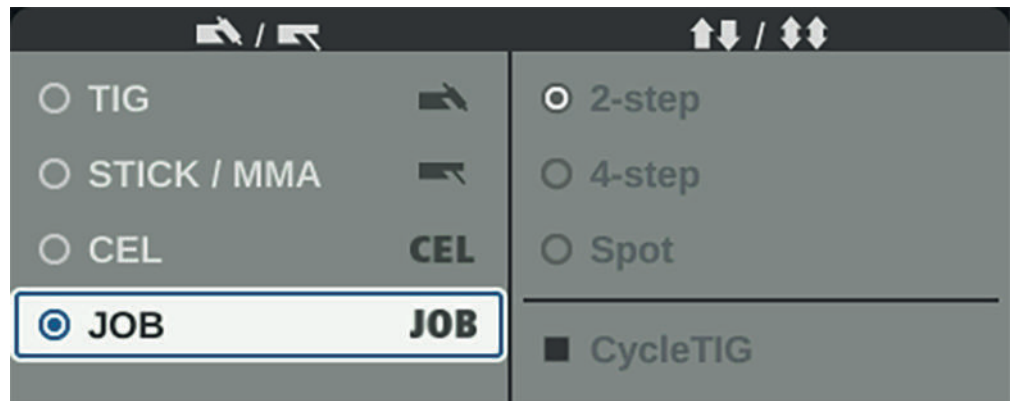 /
/
TIG
STICK / MMA
CEL CEL
JOB JOB
2-step
4-step
Spot
CycleTIG